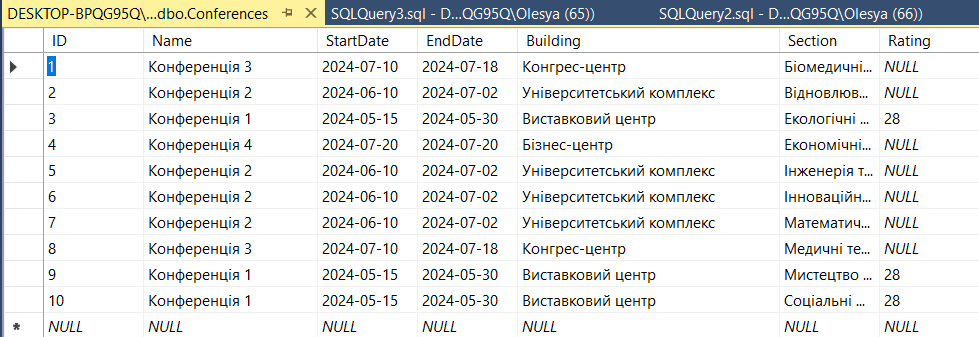 DESKTOP-BPQG95Q\...dbo.Conferences SQLQuery3.sql - D...QG95Q\Olesya (65)) SQLQuery2.sql - D...QG95Q\Olesya (66))
ID Name StartDate EndDate Building Section Rating
1 Конференція 3 2024-07-10 2024-07-18 Конгрес-центр Біомедичні... NULL
2 Конференція 2 2024-06-10 2024-07-02 Університетський комплекс Відновлюв... NULL
3 Конференція 1 2024-05-15 2024-05-30 Виставковий центр Екологічні ... 28
4 Конференція 4 2024-07-20 2024-07-20 Бізнес-центр Економічні... NULL
5 Конференція 2 2024-06-10 2024-07-02 Університетський комплекс Інженерія т... NULL
6 Конференція 2 2024-06-10 2024-07-02 Університетський комплекс Інноваційн... NULL
7 Конференція 2 2024-06-10 2024-07-02 Університетський комплекс Математич... NULL
8 Конференція 3 2024-07-10 2024-07-18 Конгрес-центр Медичні те... NULL
9 Конференція 1 2024-05-15 2024-05-30 Виставковий центр Мистецтво ... 28
10 Конференція 1 2024-05-15 2024-05-30 Виставковий центр Соціальні ... 28
NULL NULL NULL NULL NULL NULL NULL